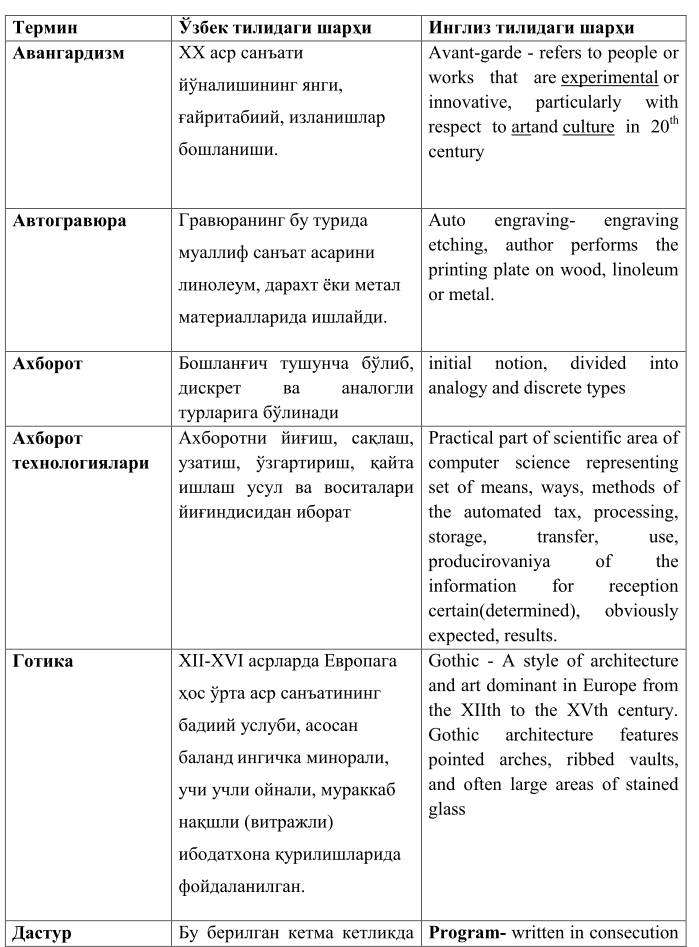 Термин
Ўзбек тилидаги шарҳи
Инглиз тилидаги шарҳи
Авангардизм
ХХ аср санъати
йўналишининг янги,
ғайритабиий, изланишлар
бошланиши.
Avant-garde - refers to people or
works that are experimental or
innovative, particularly with
respect to artand culture in 20th
century
Автогравюра
Гравюранинг бу турида
муаллиф санъат асарини
линолеум, дарахт ёки метал
материалларида ишлайди.
Auto engraving- engraving
etching, author performs the
printing plate on wood, linoleum
or metal.
Ахборот
Бошланғич тушунча бўлиб,
дискрет ва аналогли
турларига бўлинади
initial notion, divided into
analogy and discrete types
Ахборот
технологиялари
Ахборотни йиғиш, сақлаш,
узатиш, ўзгартириш, қайта
ишлаш усул ва воситалари
йиғиндисидан иборат
Practical part of scientific area of
computer science representing
set of means, ways, methods of
the automated tax, processing,
storage, transfer, use,
producirovaniya of the
information for reception
certain(determined), obviously
expected, results.
Готика
XII-XVI асрларда Европага
ҳос ўрта аср санъатининг
бадиий услуби, асосан
баланд ингичка минорали,
учи учли ойнали, мураккаб
нақшли (витражли)
ибодатхона қурилишларида
фойдаланилган.
Gothic - A style of architecture
and art dominant in Europe from
the XIIth to the XVth century.
Gothic architecture features
pointed arches, ribbed vaults,
and often large areas of stained
glass
Дастур
Бу берилган кетма кетликда
Program- written in consecution